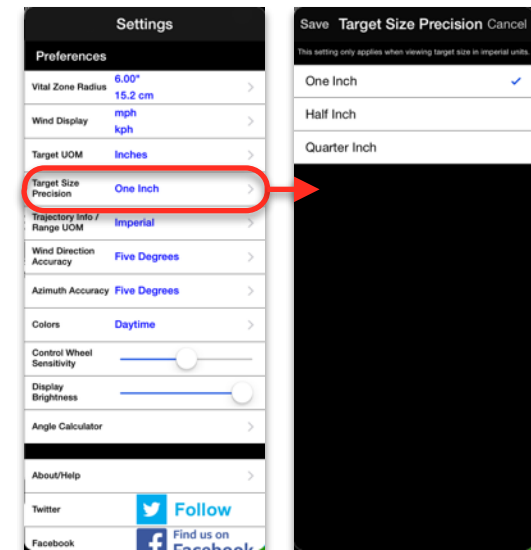 Settings
Preferences
Vital Zone Radius
6.00"
15.2 cm
Wind Display
mph
kph
Target UOM
Inches
Target Size
Precision
One Inch
Trajectory Info /
Range UOM
Imperial
Wind Direction
Accuracy
Five Degrees
Azimuth Accuracy
Five Degrees
Colors
Daytime
Control Wheel
Sensitivity
Display
Brightness
Angle Calculator
About/Help
Twitter
Follow
Facebook
Find us on
Facebook
Save Target Size Precision Cancel
This setting only applies when viewing target size in imperial units.
One Inch
Half Inch
Quarter Inch